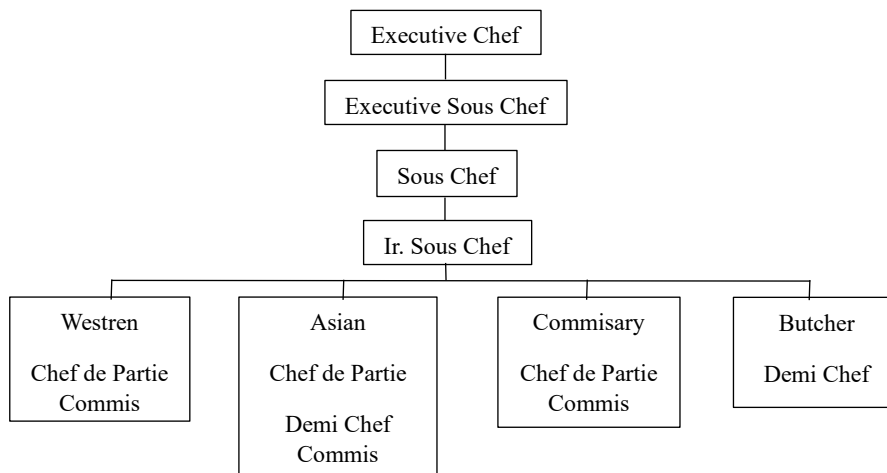 Executive Chef
Executive Sous Chef
Sous Chef
Ir. Sous Chef
Westren
Chef de Partie
Commis
Asian
Chef de Partie
Demi Chef
Commis
Commisary
Chef de Partie
Commis
Butcher
Demi Chef